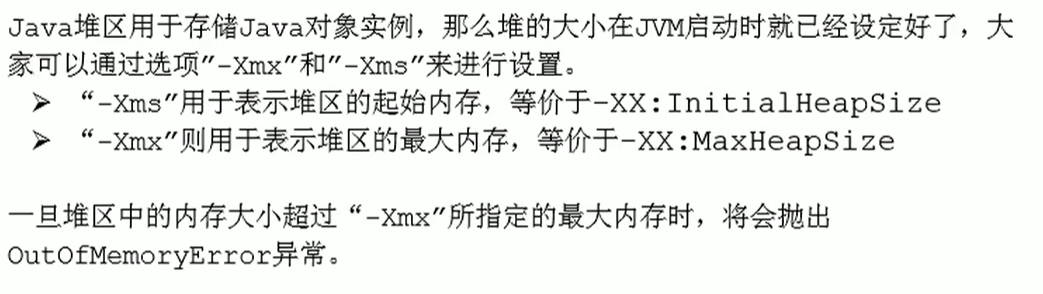 Java堆区用于存储Java对象实例，那么堆的大小在JVM启动时就已经设定好了，大
家可以通过选项"-Xmx"和"-Xms"来进行设置。
➢ “-Xms"用于表示堆区的起始内存，等价于-XX:InitialHeapSize
➢ “-Xmx"则用于表示堆区的最大内存，等价于-XX:MaxHeapSize
一旦堆区中的内存大小超过“-Xmx"所指定的最大内存时，将会抛出
OutOfMemoryError异常。